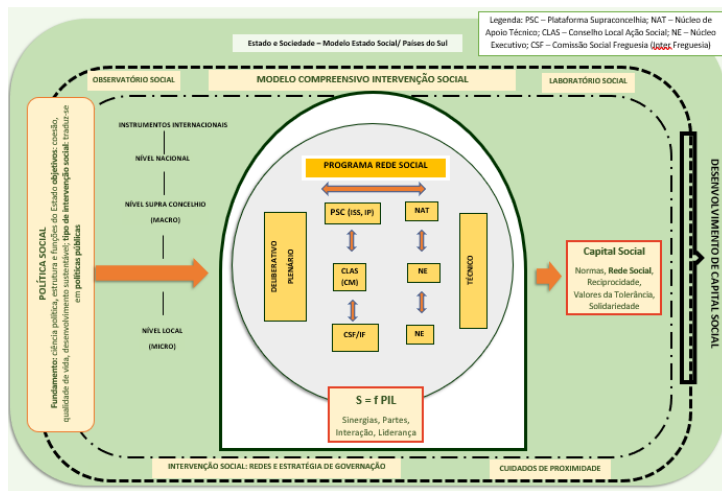 Legenda: PSC – Plataforma Supraconcelhia; NAT – Núcleo de
Apoio Técnico; CLAS – Conselho Local Ação Social; NE – Núcleo
Executivo; CSF – Comissão Social Freguesia (Inter Freguesia)
Estado e Sociedade – Modelo Estado Social/ Países do Sul
OBSERVATÓRIO SOCIAL
MODELO COMPREENSIVO INTERVENÇÃO SOCIAL
LABORATÓRIO SOCIAL
POLÍTICA SOCIAL
Fundamento: ciência política, estrutura e funções do Estado objetivos: coesão,
qualidade de vida, desenvolvimento sustentável; tipo de intervenção social: traduz-se
em políticas públicas
INSTRUMENTOS INTERNACIONAIS
NÍVEL NACIONAL
NÍVEL SUPRA CONCELHIO
(MACRO)
NÍVEL LOCAL
(MICRO)
PROGRAMA REDE SOCIAL
DELIBERATIVO
PLENÁRIO
PSC (ISS, IP)
NAT
CLAS
(CM)
NE
CSF/IF
NE
TÉCNICO
S = f PIL
Sinergias, Partes,
Interação, Liderança
Capital Social
Normas, Rede Social,
Reciprocidade,
Valores da Tolerância,
Solidariedade
DESENVOLVIMENTO DE CAPITAL SOCIAL
INTERVENÇÃO SOCIAL: REDES E ESTRATÉGIA DE GOVERNAÇÃO
CUIDADOS DE PROXIMIDADE